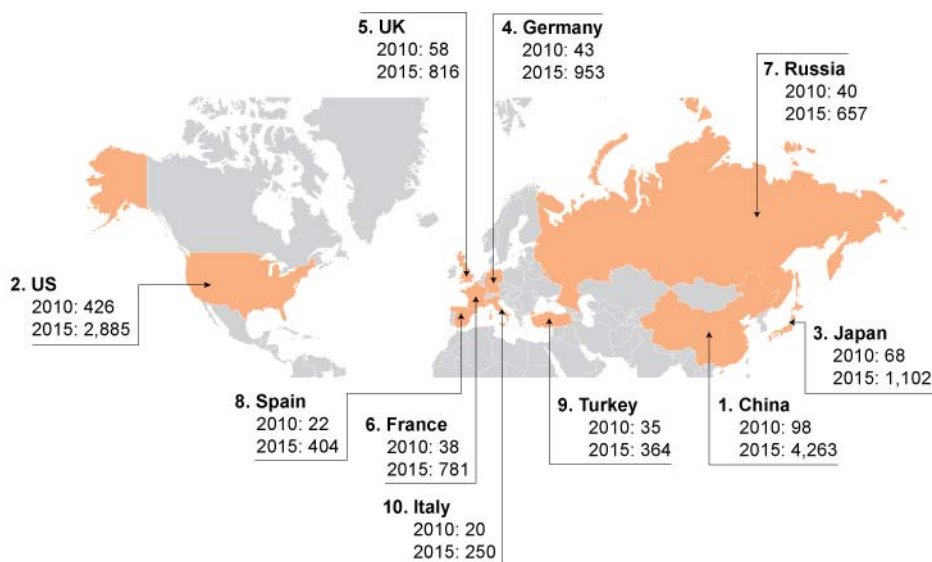 5. UK
2010: 58
2015: 816
4. Germany
2010: 43
2015: 953
7. Russia
2010: 40
2015: 657
2. US
2010: 426
2015: 2,885
3. Japan
2010: 68
2015: 1,102
8. Spain
2010: 22
2015: 404
6. France
2010: 38
2015: 781
9. Turkey
2010: 35
2015: 364
1. China
2010: 98
2015: 4,263
10. Italy
2010: 20
2015: 250